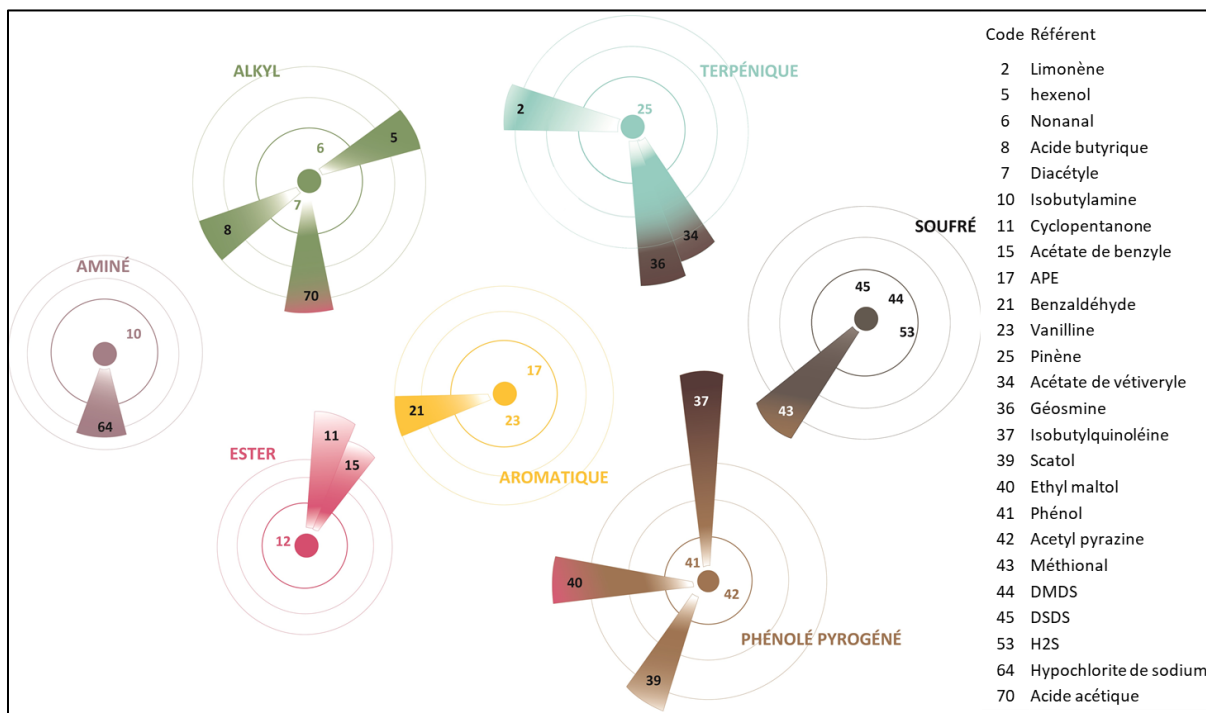 ALKYL
6
5
7
8
70
TERPÉNIQUE
2
25
34
36
SOUFRÉ
45
44
53
43
AMINÉ
10
64
17
21
23
AROMATIQUE
ESTER
11
15
12
37
41
40
42
39
PHÉNOLÉ PYROGÉNÉ
Code Référent
2 Limonène
5 hexenol
6 Nonanal
8 Acide butyrique
7 Diacétyle
10 Isobutylamine
11 Cyclopentanone
15 Acétate de benzyle
17 APE
21 Benzaldéhyde
23 Vanilline
25 Pinène
34 Acétate de vétiveryle
36 Géosmine
37 Isobutylquinoléine
39 Scatol
40 Ethyl maltol
41 Phénol
42 Acetyl pyrazine
43 Méthional
44 DMDS
45 DSDS
53 H2S
64 Hypochlorite de sodium
70 Acide acétique